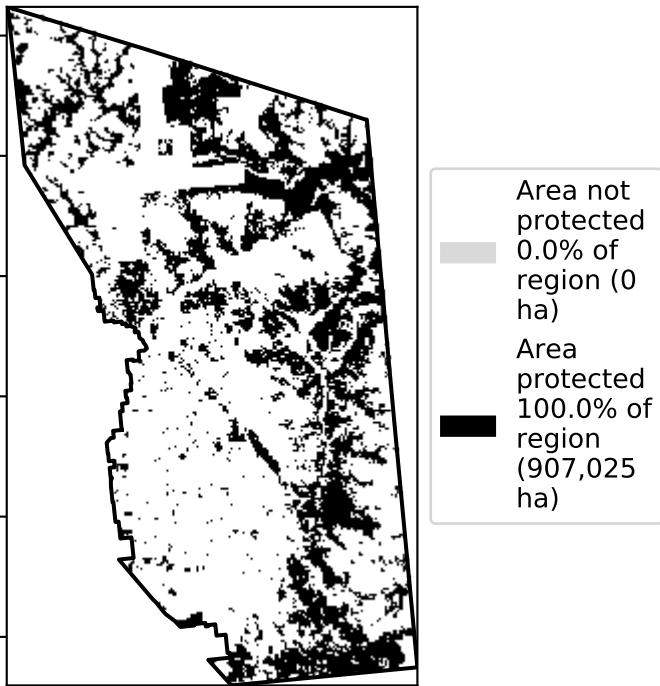 Area not
protected
0.0% of
region (0
ha)
Area
protected
100.0% of
region
(907,025
ha)